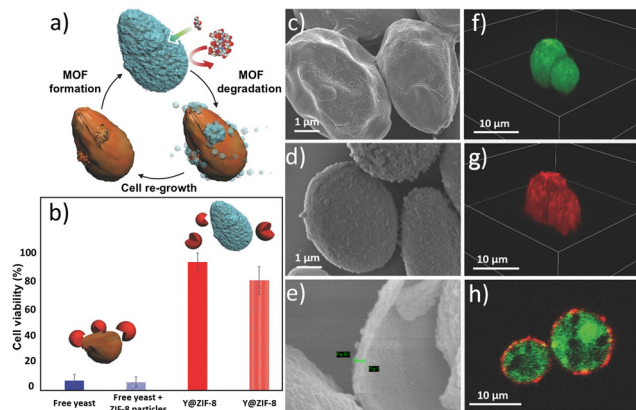 a)
MOF
formation
MOF
degradation
Cell re-growth
b)
Cell viability (%)
100
80
60
40
20
0
Free yeast
Free yeast +
ZIF-8 particles
Y@ZIF-8
Y@ZIF-8
c)
1 µm
d)
1 µm
e)
f)
10 µm
g)
10 µm
h)
10 µm